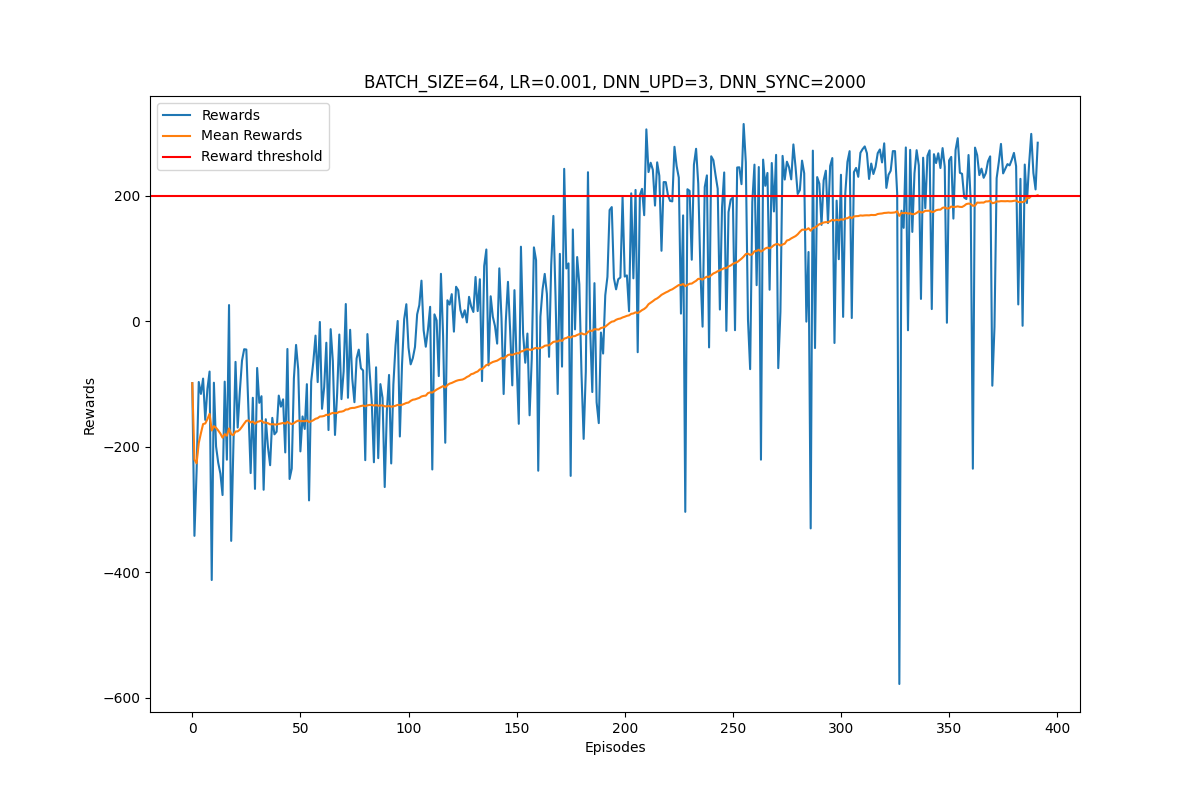 BATCH_SIZE=64, LR=0.001, DNN_UPD=3, DNN_SYNC=2000
Rewards
Mean Rewards
Reward threshold
200
0
−200
−400
−600
Rewards
0 50 100 150 200 250 300 350 400
Episodes